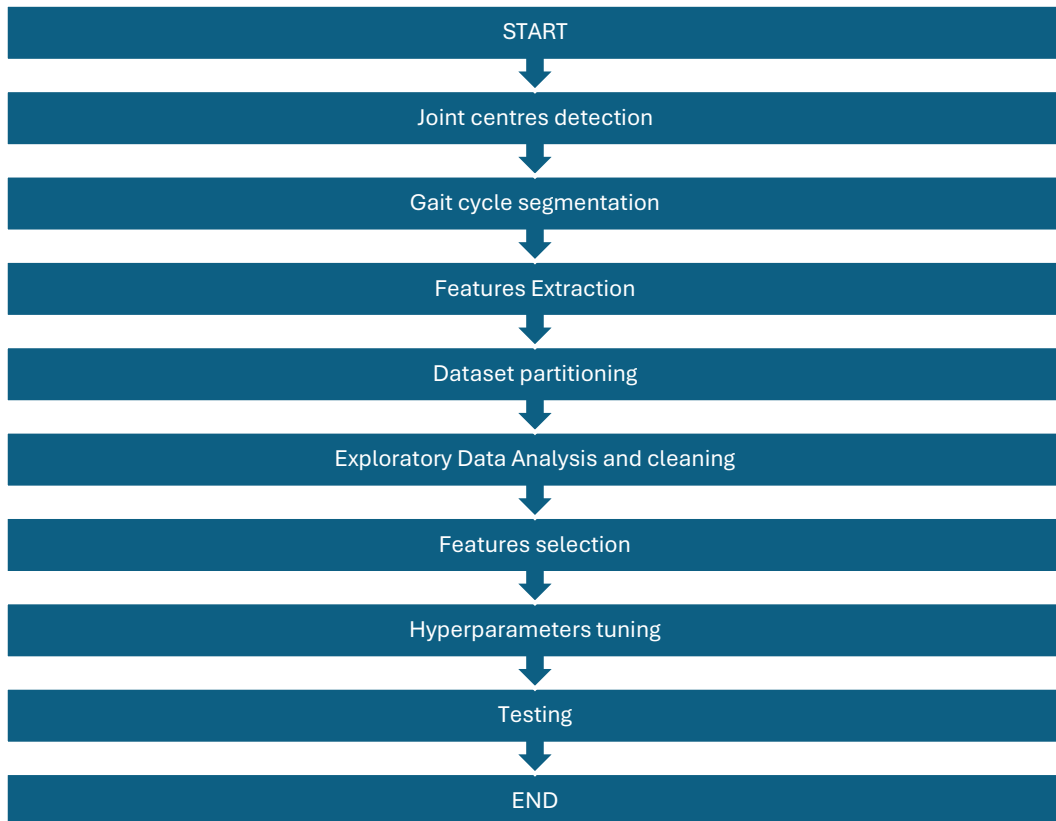 START
Joint centres detection
Gait cycle segmentation
Features Extraction
Dataset partitioning
Exploratory Data Analysis and cleaning
Features selection
Hyperparameters tuning
Testing
END